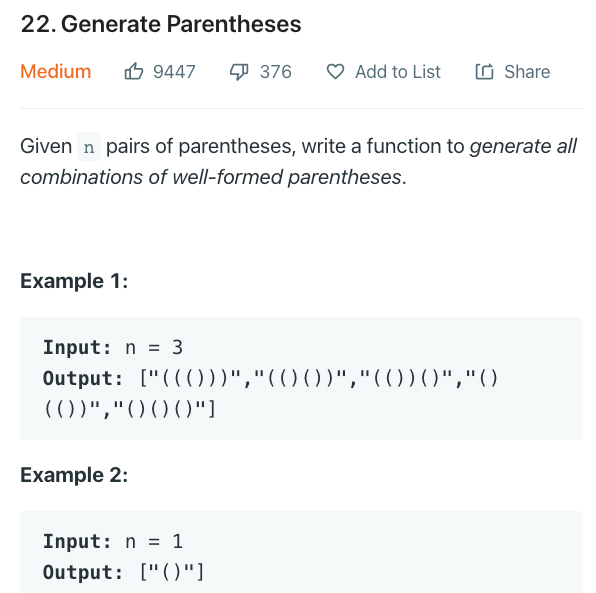 22. Generate Parentheses
Medium 9447 376 Add to List Share
Given n pairs of parentheses, write a function to generate all
combinations of well-formed parentheses.
Example 1:
Input: n = 3
Output: ["((()))","(()())","(())()","()
(())","()()()"]
Example 2:
Input: n = 1
Output: ["()"]